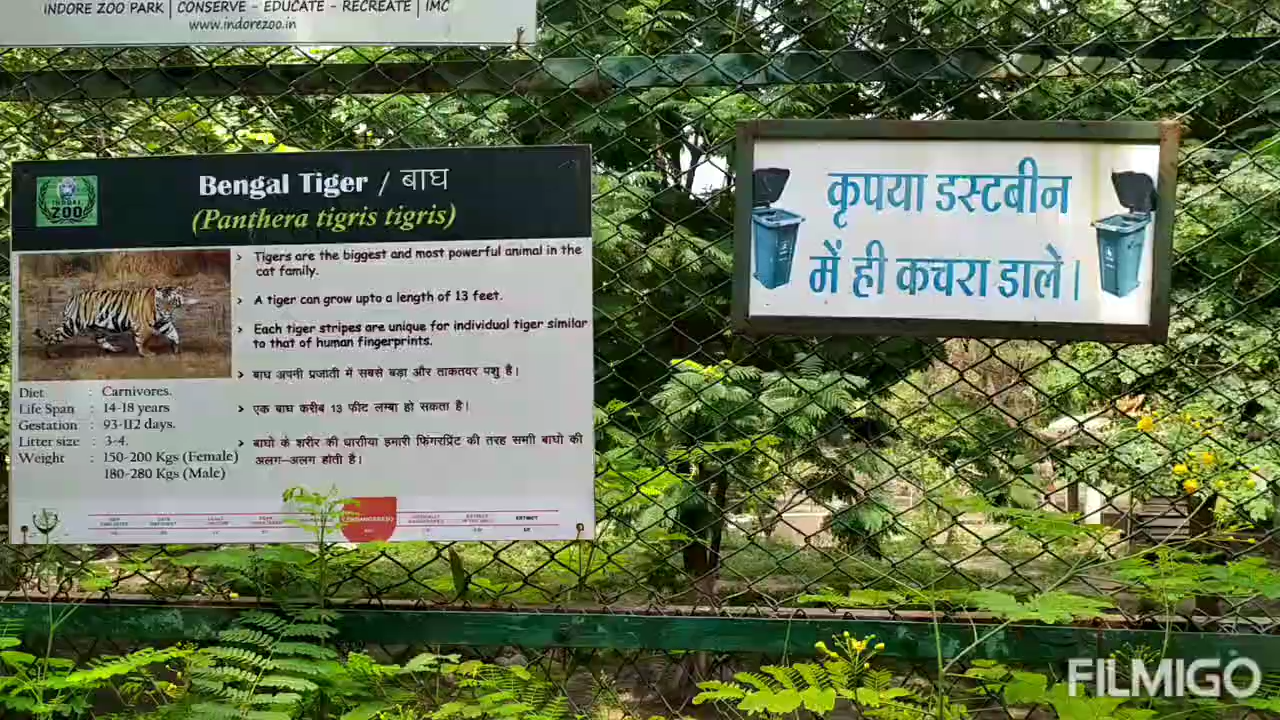 INDORE ZOO PARK | CONSERVE - EDUCATE - RECREATE | IMC
www.indorezoo.in
INDORE
ZOO
Bengal Tiger / बाघ
(Panthera tigris tigris)
Tigers are the biggest and most powerful animal in the
cat family.
A tiger can grow upto a length of 13 feet.
Each tiger stripes are unique for individual tiger similar
to that of human fingerprints.
बाघ अपनी प्रजाती में सबसे बड़ा और ताकतयर पशु है।
एक बाघ करीब 13 फीट लम्बा हो सकता है।
बाघो के शरीर की धारीया हमारी फिंगरप्रिंट की तरह सभी बाघो की
अलग–अलग होती है।
Diet : Carnivores.
Life Span : 14-18 years
Gestation : 93-112 days.
Litter size : 3-4.
Weight : 150-200 Kgs (Female)
180-280 Kgs (Male)
ENDANGERED
EXTINCT
कृपया डस्टबीन
में ही कचरा डाले।
FILMIGO